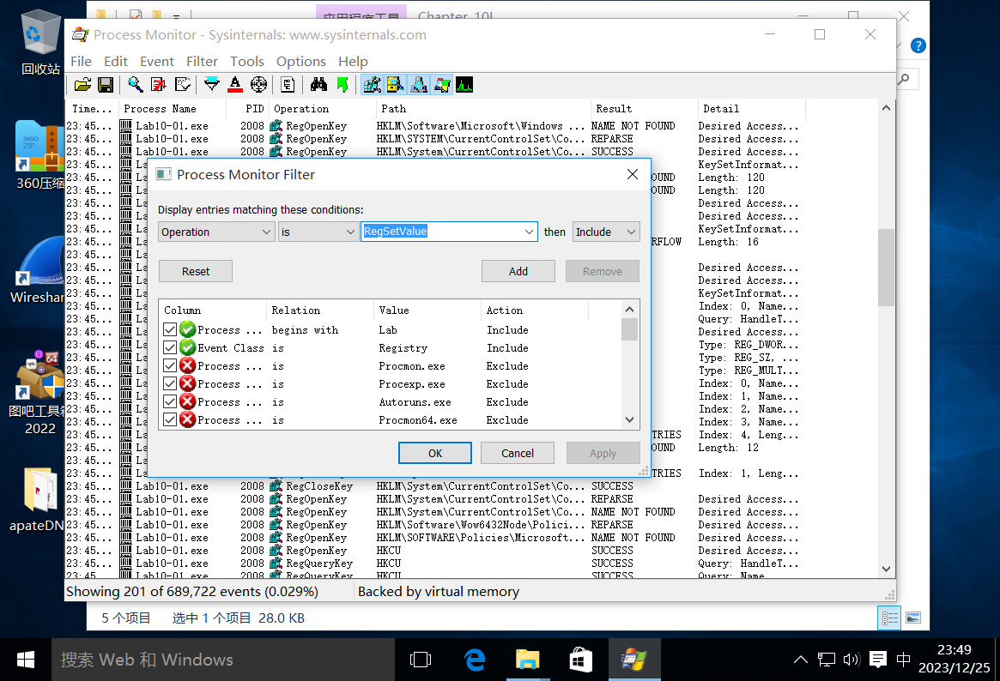 回收站
360压缩
Wireshar
图吧工具箱
2022
apateDN
应用程序工具
Chapter_10L
Process Monitor - Sysinternals: www.sysinternals.com
File Edit Event Filter Tools Options Help
Time... Process Name PID Operation Path Result Detail
23:45... Lab10-01.exe 2008 RegOpenKey HKLM\Software\Microsoft\Windows ... NAME NOT FOUND Desired Access...
23:45... Lab10-01.exe 2008 RegOpenKey HKLM\SYSTEM\CurrentControlSet\Co... REPARSE Desired Access...
23:45... Lab10-01.exe 2008 RegOpenKey HKLM\System\CurrentControlSet\Co... SUCCESS Desired Access...
23:45... La KeySetInformat...
23:45... La OUND Length: 120
23:45... La OUND Length: 120
23:45... La Desired Access...
23:45... La Desired Access...
23:45... La KeySetInformat...
23:45... La RFLOW Length: 16
23:45... La
23:45... La Desired Access...
23:45... La Desired Access...
23:45... La KeySetInformat...
23:45... La Index: 0, Name...
23:45... La Query: HandleT...
23:45... La Desired Access...
23:45... La Type: REG_DWOR...
23:45... La Type: REG_SZ, ...
23:45... La Type: REG_MULT...
23:45... La Index: 0, Name...
23:45... La Index: 1, Name...
23:45... La Index: 2, Name...
23:45... La Index: 3, Name...
23:45... La TRIES Index: 4, Leng...
23:45... La OUND Length: 12
23:45... La
23:45... La TRIES Index: 1, Leng...
23:45... Lab10-01.exe 2008 RegCloseKey HKLM\System\CurrentControlSet\Co... SUCCESS
23:45... Lab10-01.exe 2008 RegOpenKey HKLM\System\CurrentControlSet\Co... REPARSE Desired Access...
23:45... Lab10-01.exe 2008 RegOpenKey HKLM\System\CurrentControlSet\Co... NAME NOT FOUND Desired Access...
23:45... Lab10-01.exe 2008 RegOpenKey HKLM\Software\Wow6432Node\Polici... REPARSE Desired Access...
23:45... Lab10-01.exe 2008 RegOpenKey HKLM\SOFTWARE\Policies\Microsoft... NAME NOT FOUND Desired Access...
23:45... Lab10-01.exe 2008 RegOpenKey HKCU SUCCESS Desired Access...
23:45... Lab10-01.exe 2008 RegQueryKey HKCU SUCCESS Query: HandleT...
23:45... Lab10-01.exe 2008 RegQueryKey HKCU SUCCESS Query: Name
Process Monitor Filter
Display entries matching these conditions:
Operation is RegSetValue then Include
Reset Add Remove
Column Relation Value Action
Process ... begins with Lab Include
Event Class is Registry Include
Process ... is Procmon.exe Exclude
Process ... is Procexp.exe Exclude
Process ... is Autoruns.exe Exclude
Process ... is Procmon64.exe Exclude
OK Cancel Apply
Showing 201 of 689,722 events (0.029%) Backed by virtual memory
5 个项目 选中 1 个项目 28.0 KB
搜索 Web 和 Windows
中
23:49
2023/12/25